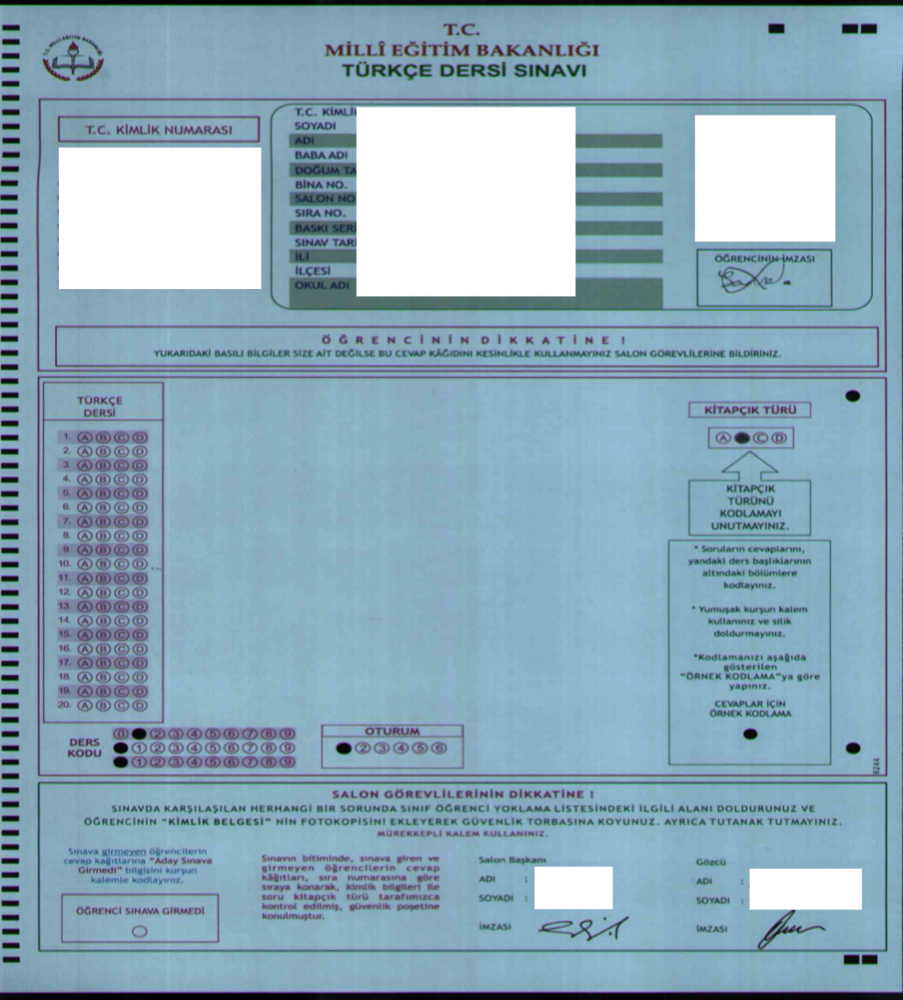 T.C.
MİLLÎ EĞİTİM BAKANLIĞI
TÜRKÇE DERSİ SINAVI
T.C. MİLLÎ EĞİTİM BAKANLIĞI
T.C. KİMLİK NUMARASI
T.C. KİMLİ
SOYADI
ADI
BABA ADI
DOĞUM TA
BİNA NO.
SALON NO
SIRA NO.
BASKI SERİ
SINAV TARİ
İLİ
İLÇESİ
OKUL ADI
ÖĞRENCİNİN İMZASI
ÖĞRENCİNİN DİKKATİNE !
YUKARIDAKİ BASILI BİLGİLER SİZE AİT DEĞİLSE BU CEVAP KÂĞIDINI KESİNLİKLE KULLANMAYINIZ SALON GÖREVLİLERİNE BİLDİRİNİZ.
TÜRKÇE
DERSİ
1. A B C D
2. A B C D
3. A B C D
4. A B C D
5. A B C D
6. A B C D
7. A B C D
8. A B C D
9. A B C D
10. A B C D
11. A B C D
12. A B C D
13. A B C D
14. A B C D
15. A B C D
16. A B C D
17. A B C D
18. A B C D
19. A B C D
20. A B C D
KİTAPÇIK TÜRÜ
A C D
KİTAPÇIK
TÜRÜNÜ
KODLAMAYI
UNUTMAYINIZ.
* Soruların cevaplarını,
yandaki ders başlıklarının
altındaki bölümlere
kodlayınız.
* Yumuşak kurşun kalem
kullanınız ve silik
doldurmayınız.
*Kodlamanızı aşağıda
gösterilen
"ÖRNEK KODLAMA"ya göre
yapınız.
CEVAPLAR İÇİN
ÖRNEK KODLAMA
DERS
KODU
0 2 3 4 5 6 7 8 9
1 2 3 4 5 6 7 8 9
1 2 3 4 5 6 7 8 9
OTURUM
2 3 4 5 6
6244
SALON GÖREVLİLERİNİN DİKKATİNE !
SINAVDA KARŞILAŞILAN HERHANGİ BİR SORUNDA SINIF ÖĞRENCİ YOKLAMA LİSTESİNDEKİ İLGİLİ ALANI DOLDURUNUZ VE
ÖĞRENCİNİN "KİMLİK BELGESİ" NİN FOTOKOPİSİNİ EKLEYEREK GÜVENLİK TORBASINA KOYUNUZ. AYRICA TUTANAK TUTMAYINIZ.
MÜREKKEPLİ KALEM KULLANINIZ.
Sınava girmeyen öğrencilerin
cevap kağıtlarına "Aday Sınava
Girmedi" bilgisini kurşun
kalemle kodlayınız.
ÖĞRENCİ SINAVA GİRMEDİ
Sınavın bitiminde, sınava giren ve
girmeyen öğrencilerin cevap
kâğıtları, sıra numarasına göre
sıraya konarak, kimlik bilgileri ile
soru kitapçık türü tarafımızca
kontrol edilmiş, güvenlik poşetine
konulmuştur.
Salon Başkanı
ADI :
SOYADI :
İMZASI
Gözcü
ADI :
SOYADI :
İMZASI